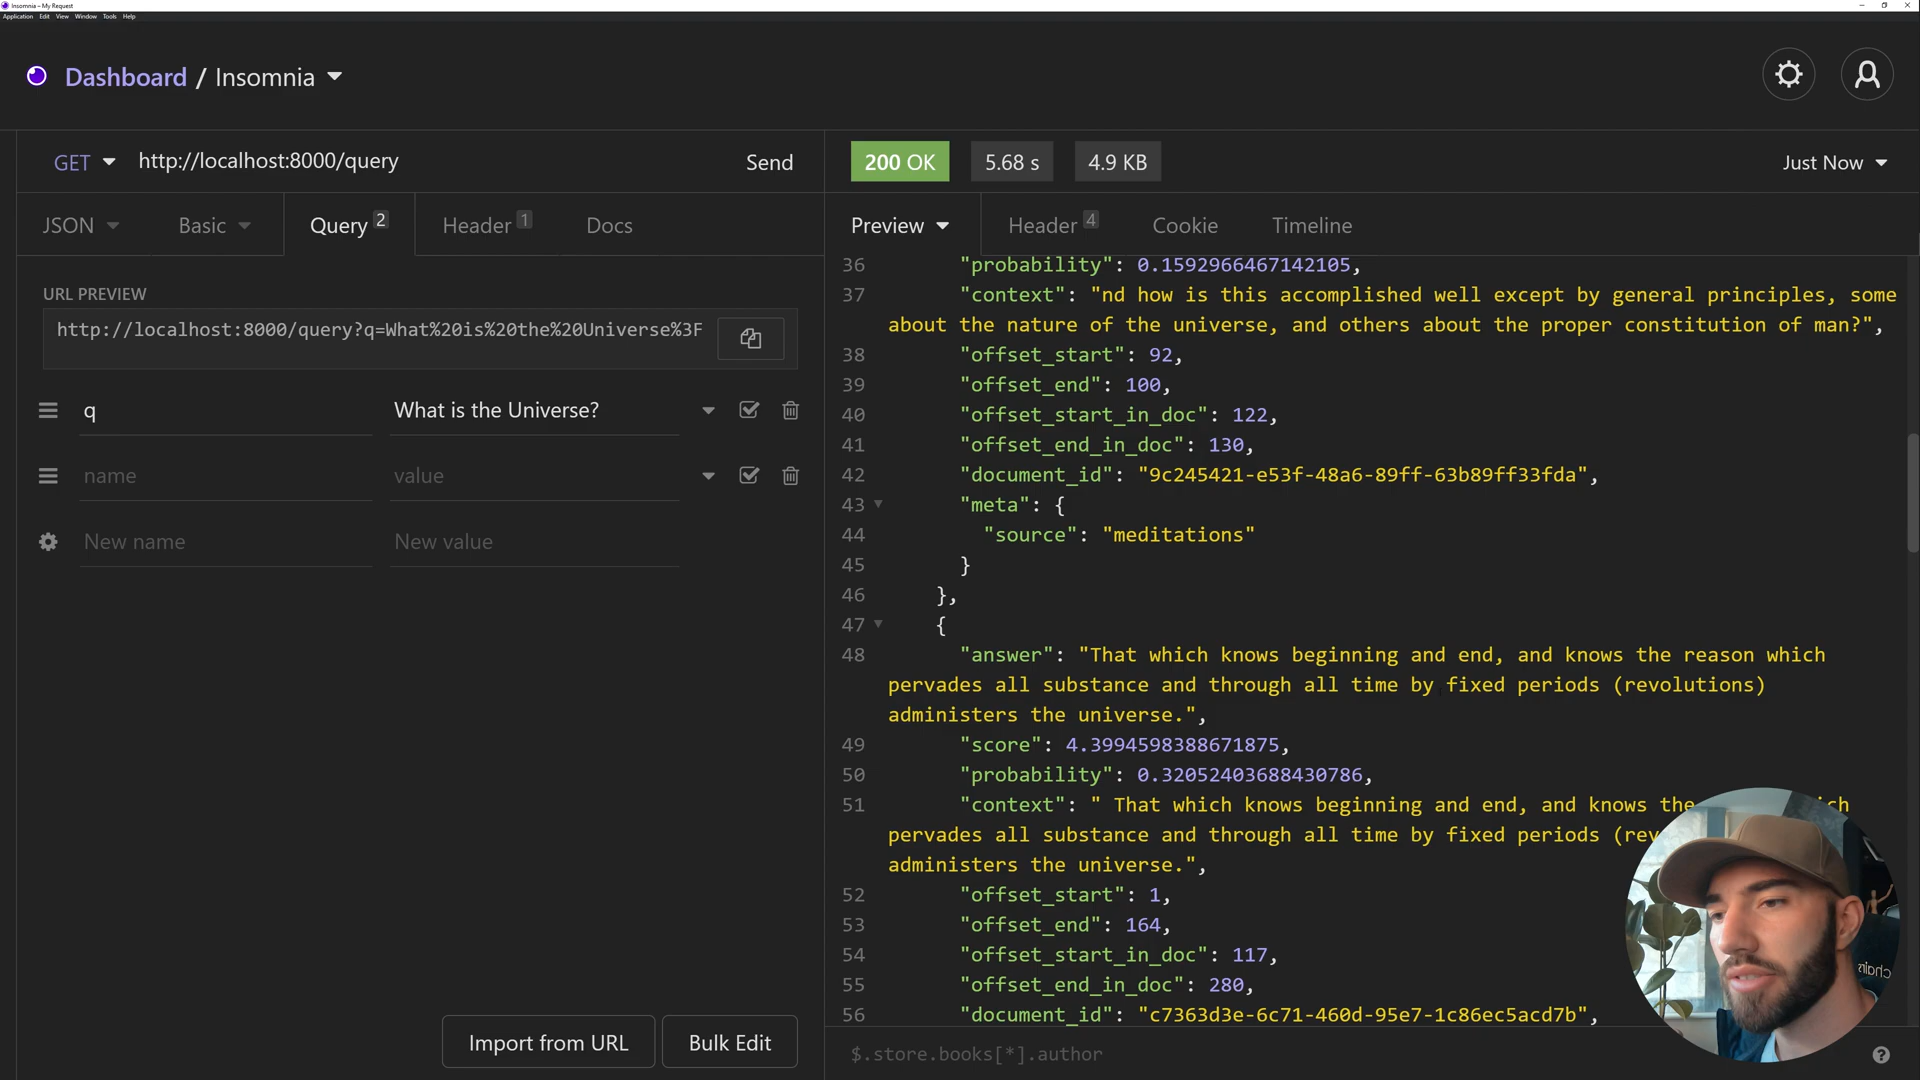 Insomnia – My Request
Application Edit View Window Tools Help
Dashboard / Insomnia
GET http://localhost:8000/query Send
200 OK 5.68 s 4.9 KB Just Now
JSON Basic Query 2 Header 1 Docs
Preview Header 4 Cookie Timeline
URL PREVIEW
http://localhost:8000/query?q=What%20is%20the%20Universe%3F
q What is the Universe?
name value
New name New value
Import from URL Bulk Edit
36 "probability": 0.1592966467142105,
37 "context": "nd how is this accomplished well except by general principles, some
about the nature of the universe, and others about the proper constitution of man?",
38 "offset_start": 92,
39 "offset_end": 100,
40 "offset_start_in_doc": 122,
41 "offset_end_in_doc": 130,
42 "document_id": "9c245421-e53f-48a6-89ff-63b89ff33fda",
43 "meta": {
44 "source": "meditations"
45 }
46 },
47 {
48 "answer": "That which knows beginning and end, and knows the reason which
pervades all substance and through all time by fixed periods (revolutions)
administers the universe.",
49 "score": 4.3994598388671875,
50 "probability": 0.32052403688430786,
51 "context": " That which knows beginning and end, and knows the
pervades all substance and through all time by fixed periods (rev
administers the universe.",
52 "offset_start": 1,
53 "offset_end": 164,
54 "offset_start_in_doc": 117,
55 "offset_end_in_doc": 280,
56 "document_id": "c7363d3e-6c71-460d-95e7-1c86ec5acd7b",
$.store.books[*].author